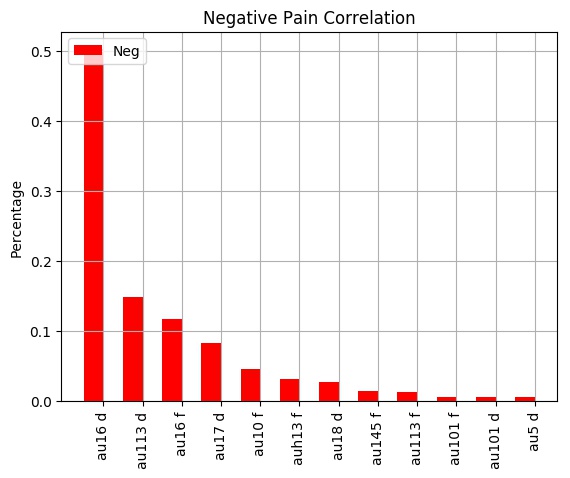 Negative Pain Correlation
Neg
Percentage
0.5
0.4
0.3
0.2
0.1
0.0
au16 d
au113 d
au16 f
au17 d
au10 f
auh13 f
au18 d
au145 f
au113 f
au101 f
au101 d
au5 d